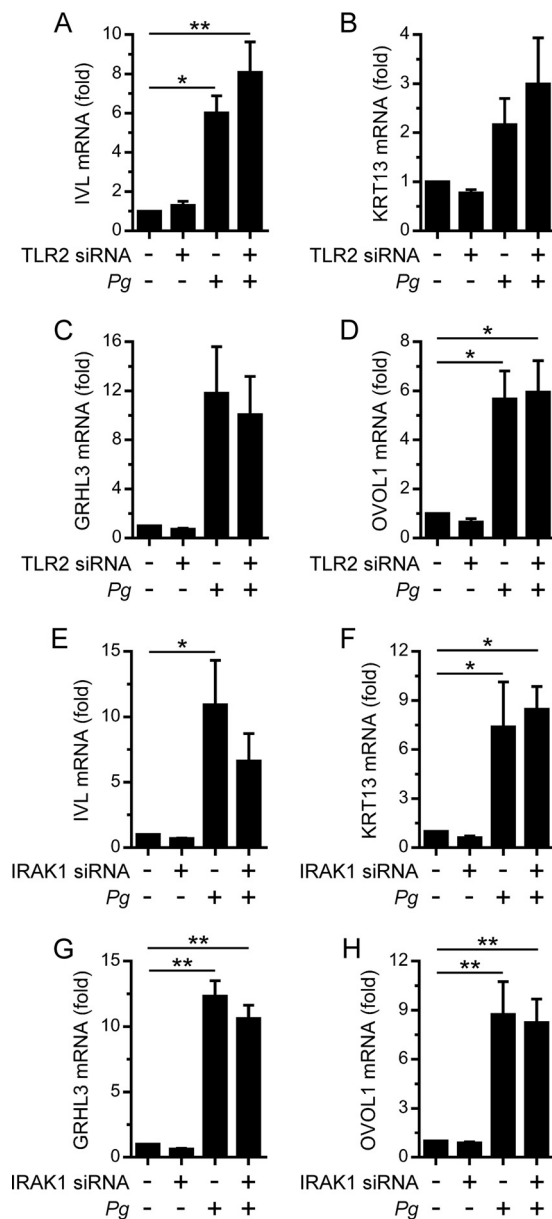 A
B
**
*
IVL mRNA (fold)
10
8
6
4
2
0
KRT13 mRNA (fold)
4
3
2
1
0
TLR2 siRNA - + - +
Pg - - + +
TLR2 siRNA - + - +
Pg - - + +
C
D
*
*
GRHL3 mRNA (fold)
16
12
8
4
0
OVOL1 mRNA (fold)
8
6
4
2
0
TLR2 siRNA - + - +
Pg - - + +
TLR2 siRNA - + - +
Pg - - + +
E
F
*
*
*
IVL mRNA (fold)
15
10
5
0
KRT13 mRNA (fold)
12
9
6
3
0
IRAK1 siRNA - + - +
Pg - - + +
IRAK1 siRNA - + - +
Pg - - + +
G
H
**
**
**
**
GRHL3 mRNA (fold)
15
10
5
0
OVOL1 mRNA (fold)
12
9
6
3
0
IRAK1 siRNA - + - +
Pg - - + +
IRAK1 siRNA - + - +
Pg - - + +